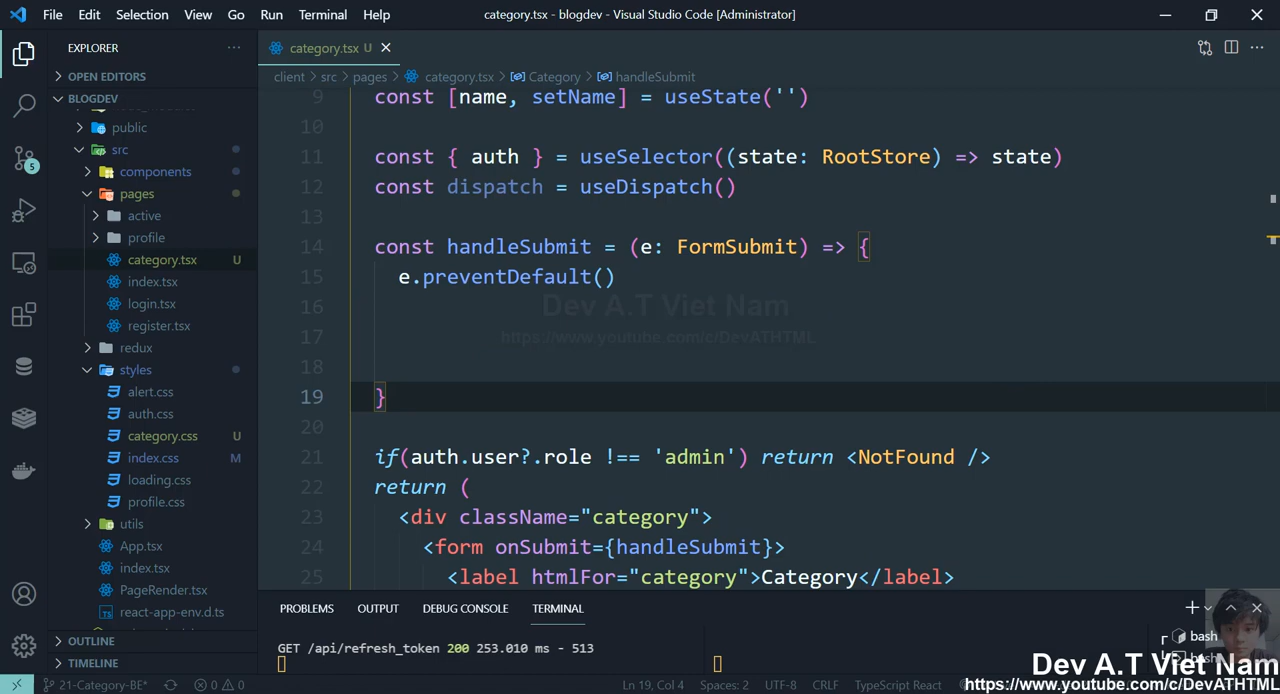 File Edit Selection View Go Run Terminal Help
category.tsx - blogdev - Visual Studio Code [Administrator]
EXPLORER
OPEN EDITORS
BLOGDEV
public
src
components
pages
active
profile
category.tsx U
index.tsx
login.tsx
register.tsx
redux
styles
alert.css
auth.css
category.css U
index.css M
loading.css
profile.css
utils
App.tsx
index.tsx
PageRender.tsx
react-app-env.d.ts
OUTLINE
TIMELINE
5
category.tsx U
client > src > pages > category.tsx > Category > handleSubmit
9 const [name, setName] = useState('')
10
11 const { auth } = useSelector((state: RootStore) => state)
12 const dispatch = useDispatch()
13
14 const handleSubmit = (e: FormSubmit) => {
15 e.preventDefault()
16
17
18
19 }
20
21 if(auth.user?.role !== 'admin') return <NotFound />
22 return (
23 <div className="category">
24 <form onSubmit={handleSubmit}>
25 <label htmlFor="category">Category</label>
Dev A.T Viet Nam
https://www.youtube.com/c/DevATHTML
PROBLEMS OUTPUT DEBUG CONSOLE TERMINAL
GET /api/refresh_token 200 253.010 ms - 513
bash
bash
Dev A.T Viet Nam
https://www.youtube.com/c/DevATHTML
21-Category-BE* 0 0 Ln 19, Col 4 Spaces: 2 UTF-8 CRLF TypeScript React